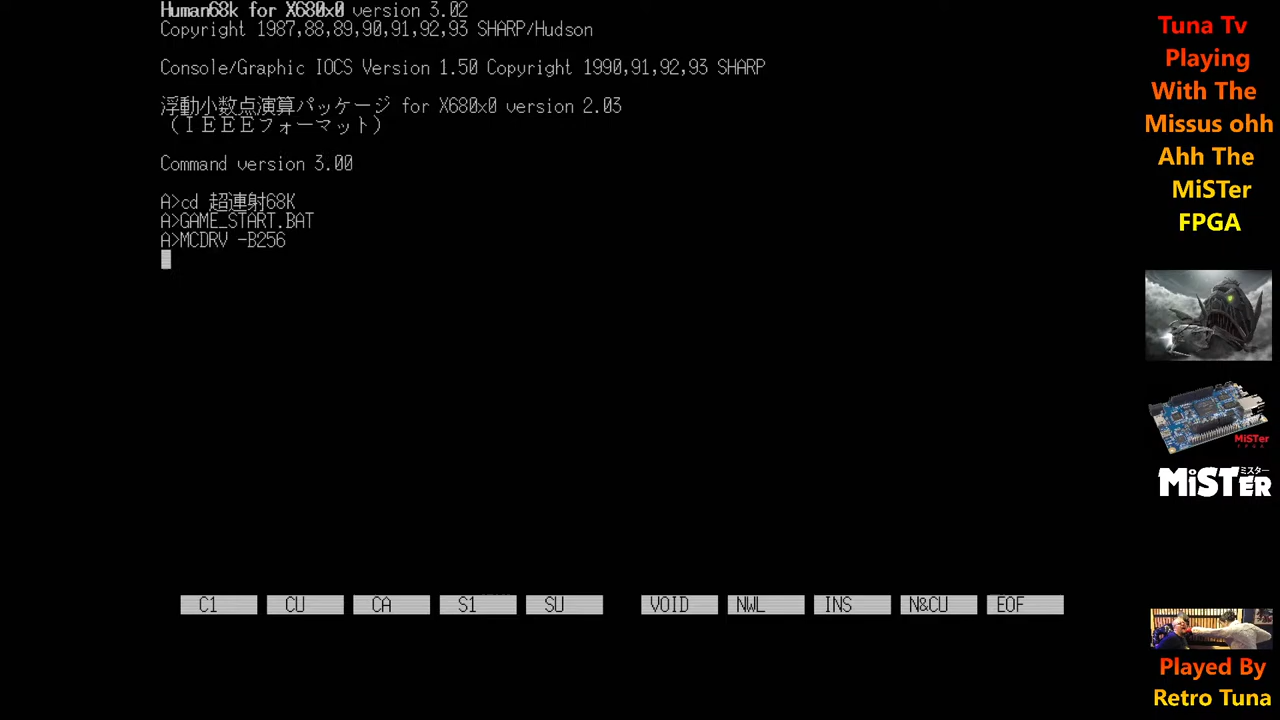 Human68k for X680x0 version 3.02
Copyright 1987,88,89,90,91,92,93 SHARP/Hudson
Console/Graphic IOCS Version 1.50 Copyright 1990,91,92,93 SHARP
浮動小数点演算パッケージ for X680x0 version 2.03
（ＩＥＥＥフォーマット）
Command version 3.00
A>cd 超連射68K
A>GAME_START.BAT
A>MCDRV -B256
C1 CU CA S1 SU VOID NWL INS N&CU EOF
Tuna Tv
Playing
With The
Missus ohh
Ahh The
MiSTer
FPGA
MiSTer
FPGA
MiSTer ミスター
Played By
Retro Tuna